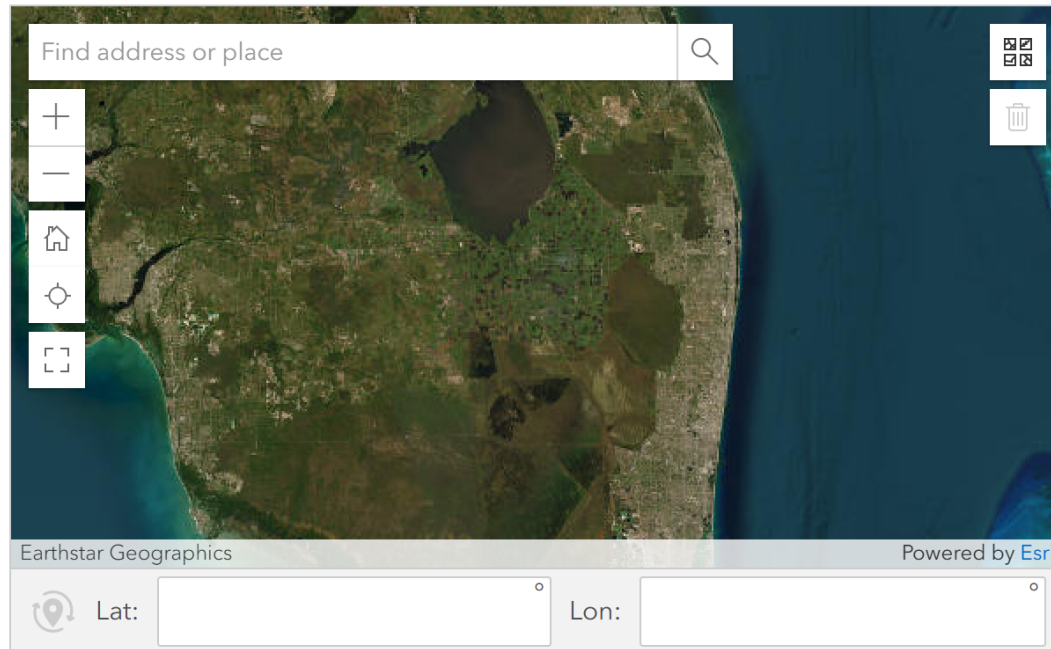 Find address or place
Earthstar Geographics
Powered by Esr
Lat: °
Lon: °